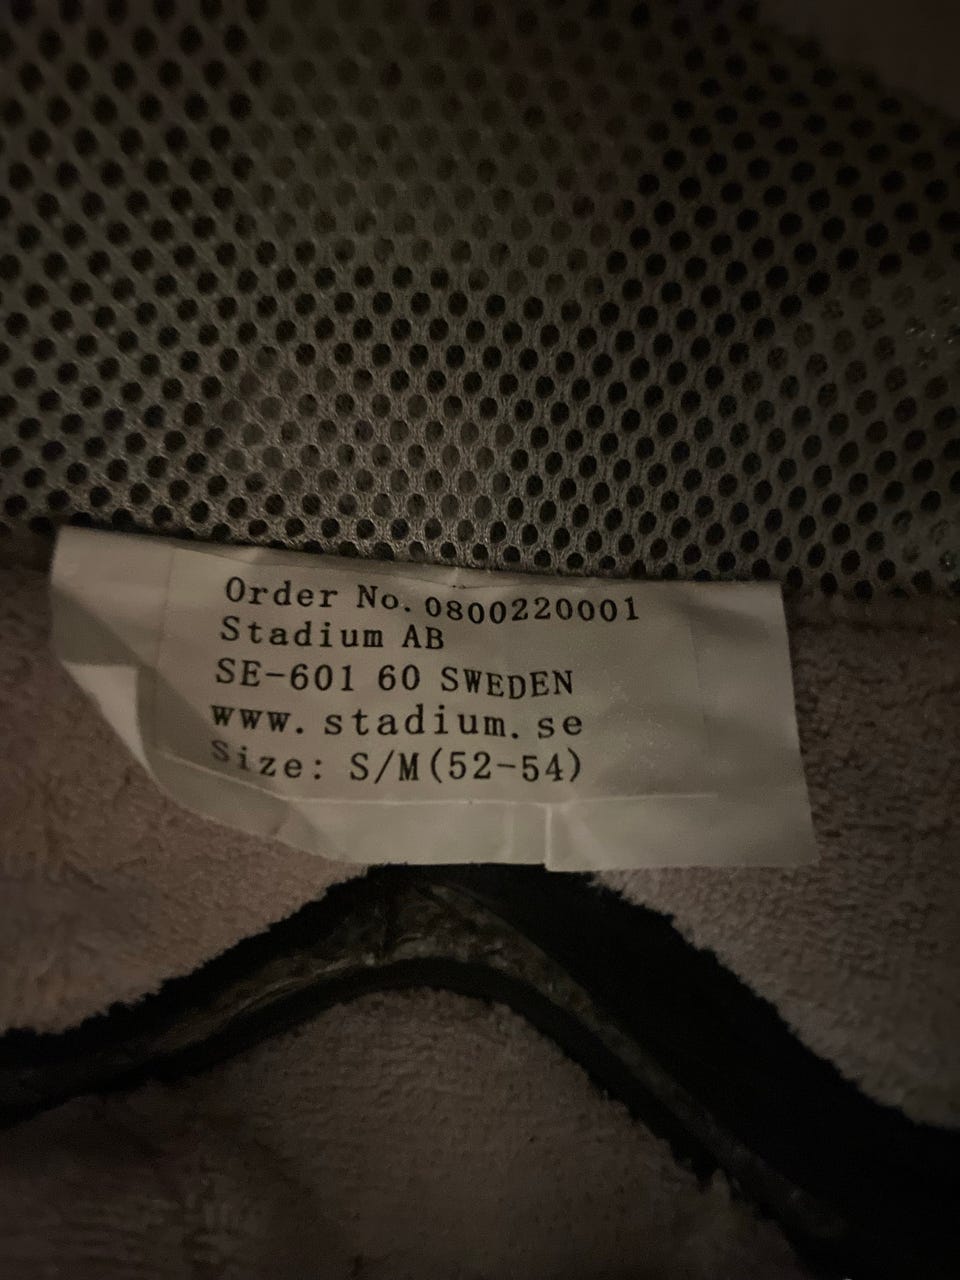 Order No. 0800220001
Stadium AB
SE-601 60 SWEDEN
www.stadium.se
Size: S/M(52-54)